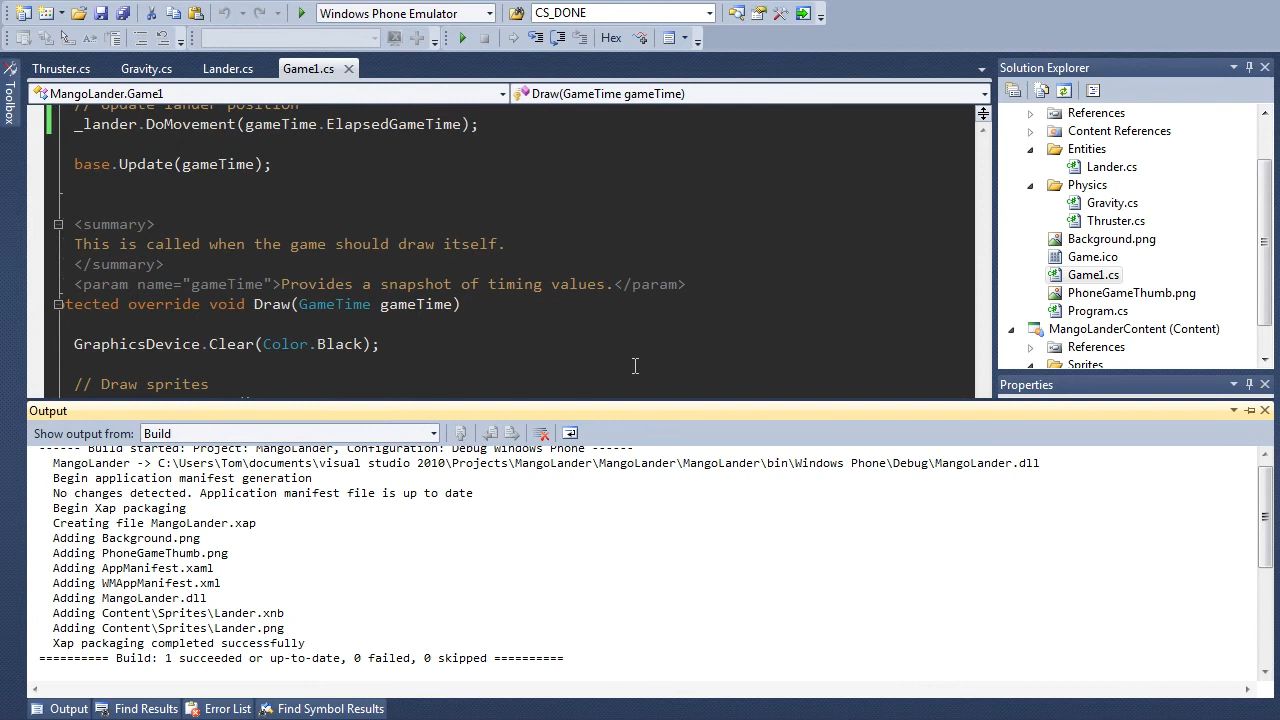 Windows Phone Emulator
CS_DONE
Hex
Thruster.cs
Gravity.cs
Lander.cs
Game1.cs
Toolbox
MangoLander.Game1
Draw(GameTime gameTime)
// Update lander position
_lander.DoMovement(gameTime.ElapsedGameTime);
base.Update(gameTime);
<summary>
This is called when the game should draw itself.
</summary>
<param name="gameTime">Provides a snapshot of timing values.</param>
tected override void Draw(GameTime gameTime)
GraphicsDevice.Clear(Color.Black);
// Draw sprites
Solution Explorer
References
Content References
Entities
Lander.cs
Physics
Gravity.cs
Thruster.cs
Background.png
Game.ico
Game1.cs
PhoneGameThumb.png
Program.cs
MangoLanderContent (Content)
References
Sprites
Properties
Output
Show output from:
Build
------ Build started: Project: MangoLander, Configuration: Debug Windows Phone ------
MangoLander -> C:\Users\Tom\documents\visual studio 2010\Projects\MangoLander\MangoLander\MangoLander\bin\Windows Phone\Debug\MangoLander.dll
Begin application manifest generation
No changes detected. Application manifest file is up to date
Begin Xap packaging
Creating file MangoLander.xap
Adding Background.png
Adding PhoneGameThumb.png
Adding AppManifest.xaml
Adding WMAppManifest.xml
Adding MangoLander.dll
Adding Content\Sprites\Lander.xnb
Adding Content\Sprites\Lander.png
Xap packaging completed successfully
========== Build: 1 succeeded or up-to-date, 0 failed, 0 skipped ==========
Output
Find Results
Error List
Find Symbol Results